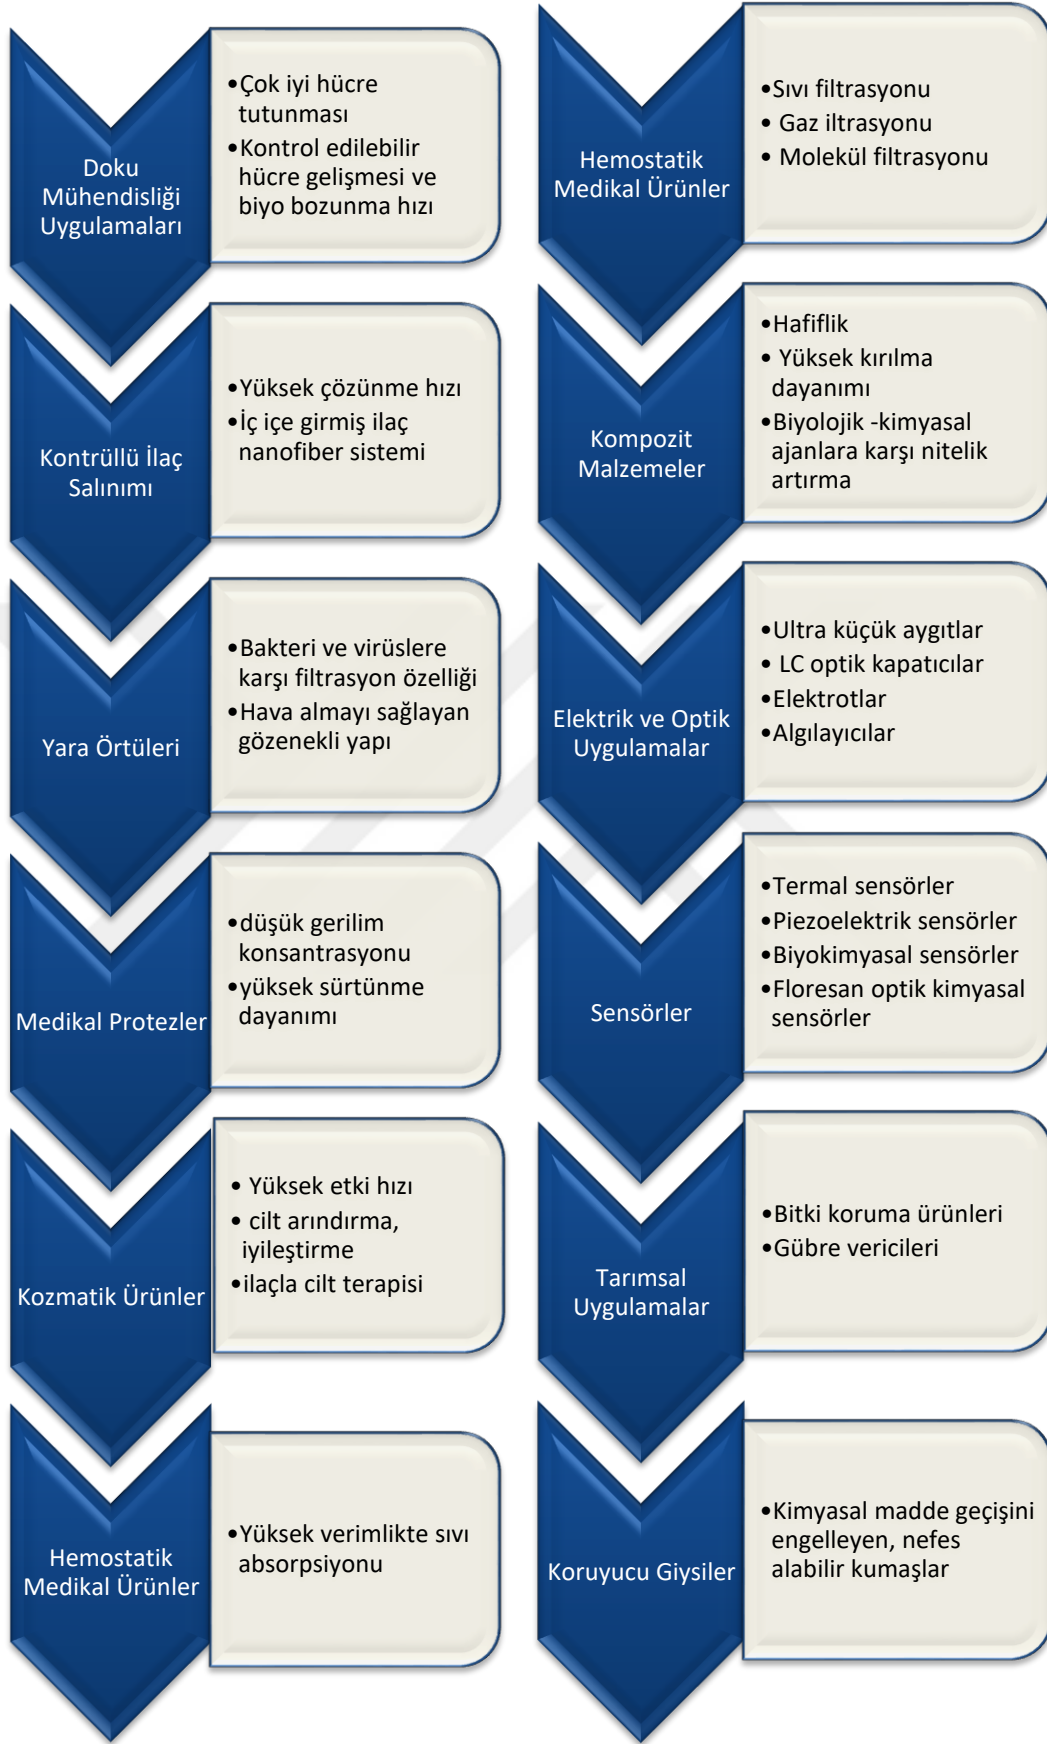 Doku
Mühendisliği
Uygulamaları
•Çok iyi hücre
tutunması
•Kontrol edilebilir
hücre gelişmesi ve
biyo bozunma hızı
Kontrüllü İlaç
Salınımı
•Yüksek çözünme hızı
•İç içe girmiş ilaç
nanofiber sistemi
Yara Örtüleri
•Bakteri ve virüslere
karşı filtrasyon özelliği
•Hava almayı sağlayan
gözenekli yapı
Medikal Protezler
•düşük gerilim
konsantrasyonu
•yüksek sürtünme
dayanımı
Kozmatik Ürünler
• Yüksek etki hızı
• cilt arındırma,
iyileştirme
•ilaçla cilt terapisi
Hemostatik
Medikal Ürünler
•Yüksek verimlikte sıvı
absorpsiyonu
Hemostatik
Medikal Ürünler
•Sıvı filtrasyonu
• Gaz iltrasyonu
• Molekül filtrasyonu
Kompozit
Malzemeler
•Hafiflik
• Yüksek kırılma
dayanımı
•Biyolojik -kimyasal
ajanlara karşı nitelik
artırma
Elektrik ve Optik
Uygulamalar
•Ultra küçük aygıtlar
• LC optik kapatıcılar
•Elektrotlar
•Algılayıcılar
Sensörler
•Termal sensörler
•Piezoelektrik sensörler
•Biyokimyasal sensörler
•Floresan optik kimyasal
sensörler
Tarımsal
Uygulamalar
•Bitki koruma ürünleri
•Gübre vericileri
Koruyucu Giysiler
•Kimyasal madde geçişini
engelleyen, nefes
alabilir kumaşlar